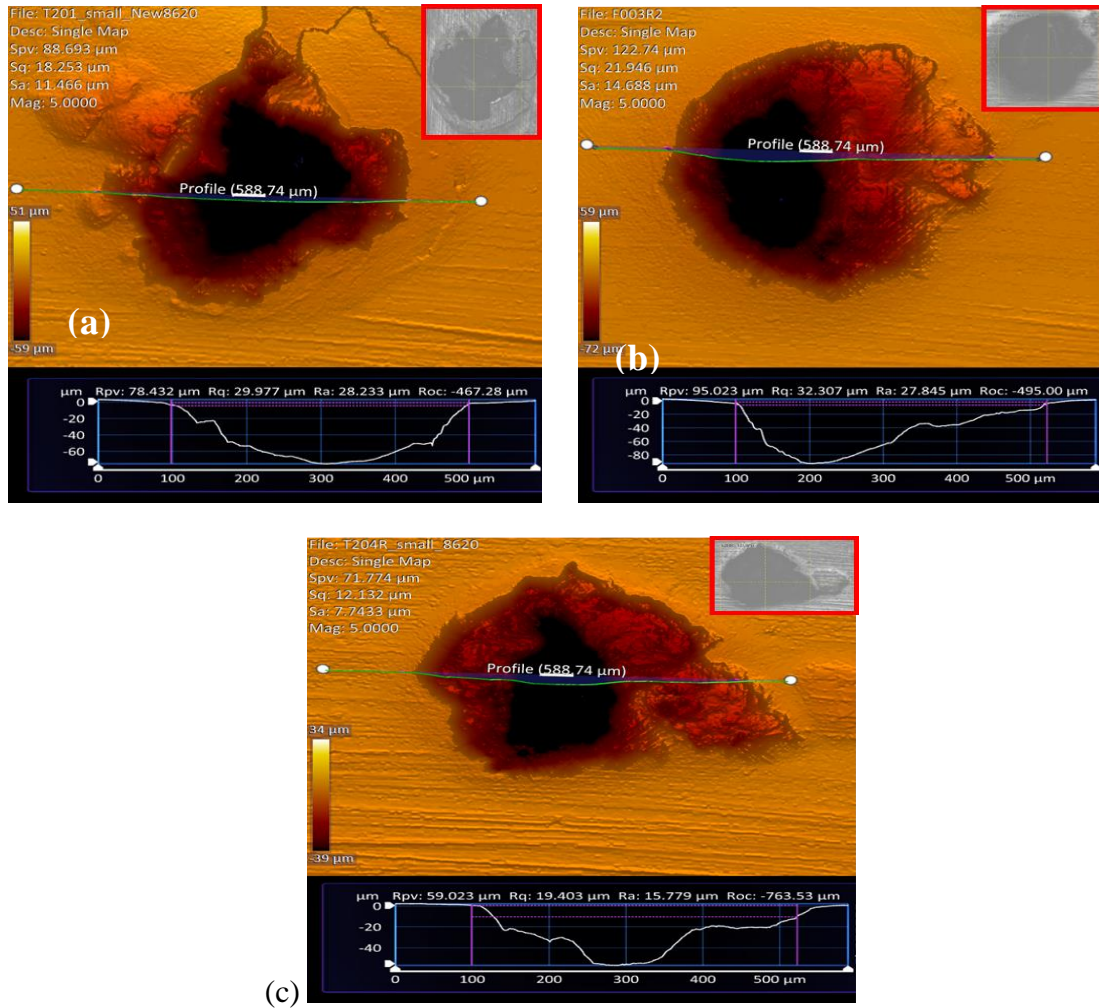 File: T201_small_New8620
Desc: Single Map
Spv: 88.693 μm
Sq: 18.253 μm
Sa: 11.466 μm
Mag: 5.0000
Profile (588.74 μm)
51 μm
-59 μm
(a)
μm Rpv: 78.432 μm Rq: 29.977 μm Ra: 28.233 μm Roc: -467.28 μm
0
-20
-40
-60
0 100 200 300 400 500 μm
File: F003R2
Desc: Single Map
Spv: 122.74 μm
Sq: 21.946 μm
Sa: 14.688 μm
Mag: 5.0000
Profile (588.74 μm)
59 μm
-72 μm
(b)
μm Rpv: 95.023 μm Rq: 32.307 μm Ra: 27.845 μm Roc: -495.00 μm
0
-20
-40
-60
-80
0 100 200 300 400 500 μm
File: T204R_small_8620
Desc: Single Map
Spv: 71.774 μm
Sq: 12.132 μm
Sa: 7.7433 μm
Mag: 5.0000
Profile (588.74 μm)
34 μm
-39 μm
μm Rpv: 59.023 μm Rq: 19.403 μm Ra: 15.779 μm Roc: -763.53 μm
0
-20
-40
0 100 200 300 400 500 μm
(c)